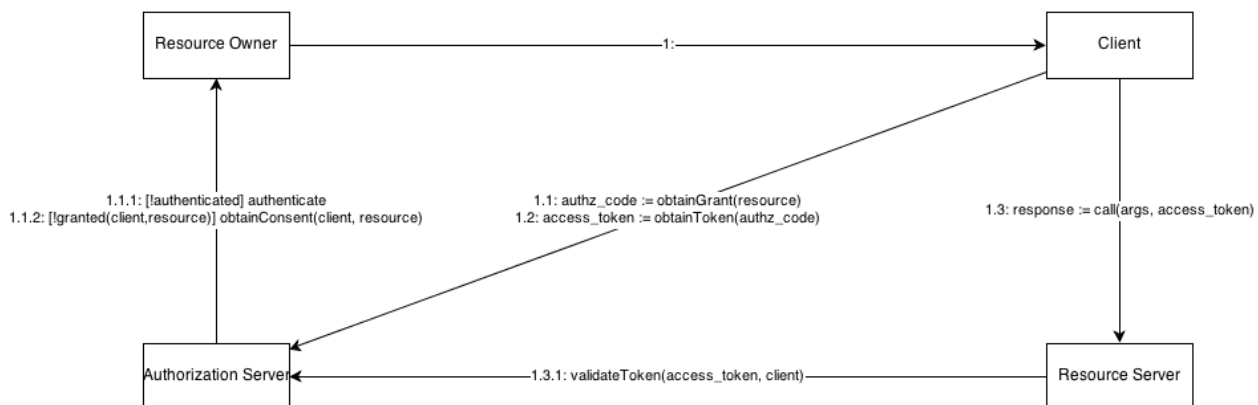 Resource Owner
1:
Client
1.1.1: [!authenticated] authenticate
1.1.2: [!granted(client,resource)] obtainConsent(client, resource)
1.1: authz_code := obtainGrant(resource)
1.2: access_token := obtainToken(authz_code)
1.3: response := call(args, access_token)
Authorization Server
1.3.1: validateToken(access_token, client)
Resource Server